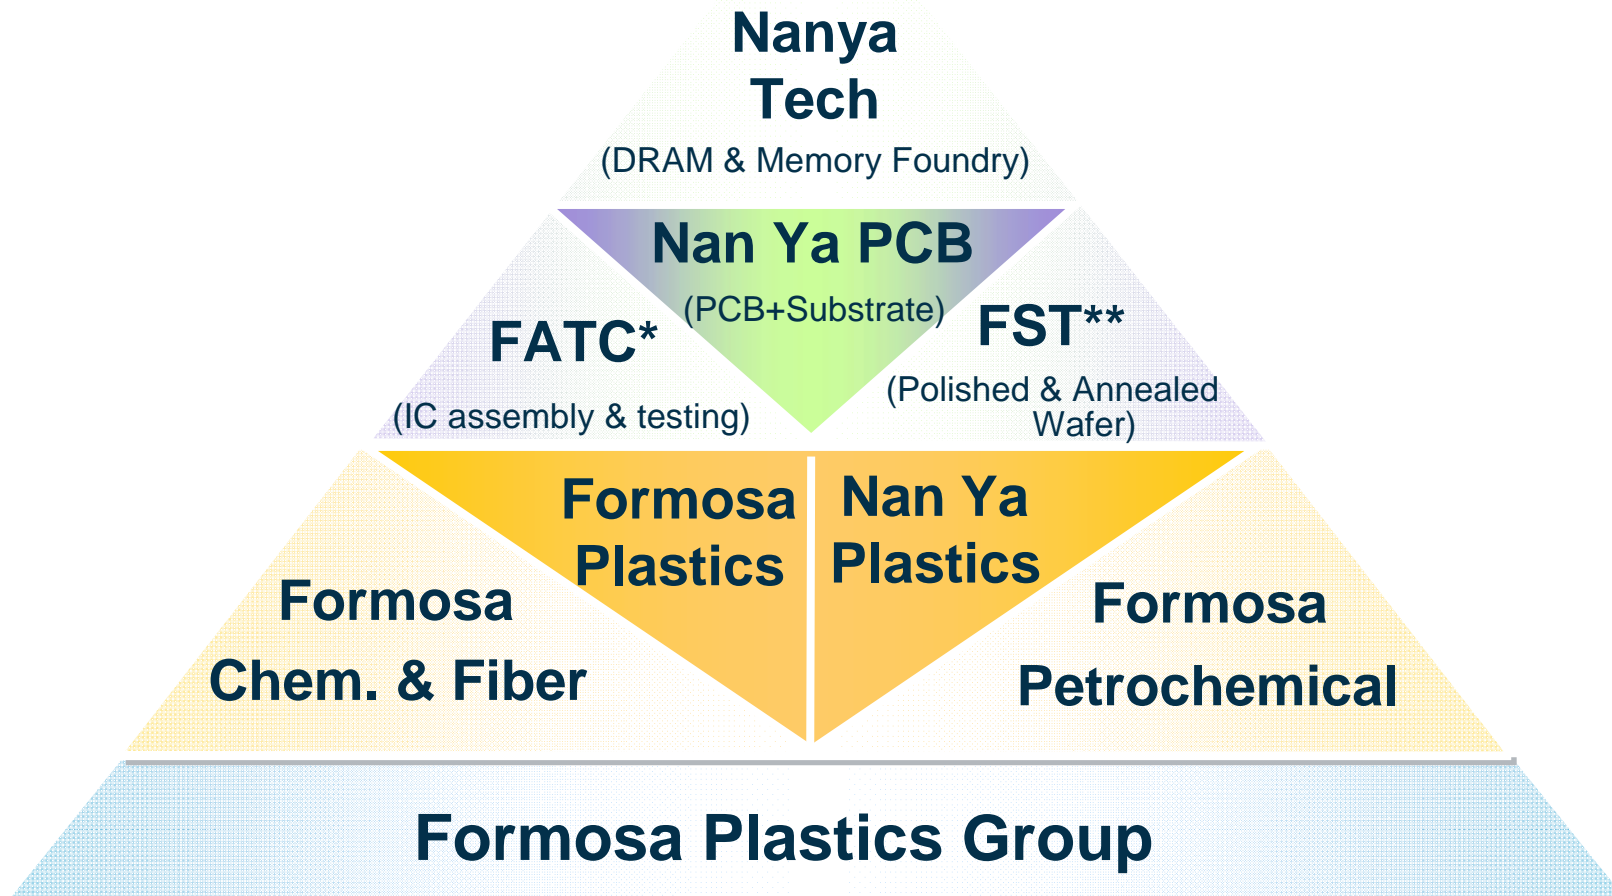 Nanya
Tech
(DRAM & Memory Foundry)
Nan Ya PCB
(PCB+Substrate)
FATC*
(IC assembly & testing)
FST**
(Polished & Annealed
Wafer)
Formosa
Plastics
Nan Ya
Plastics
Formosa
Chem. & Fiber
Formosa
Petrochemical
Formosa Plastics Group